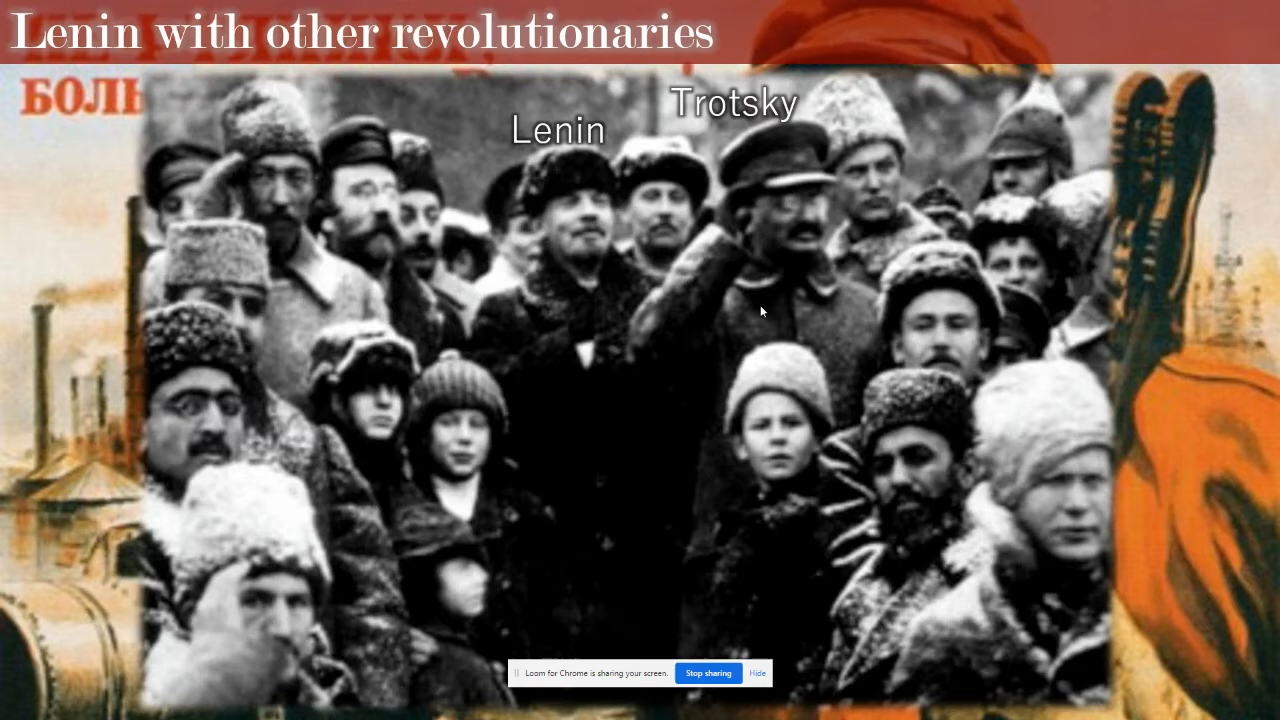 Lenin with other revolutionaries
Trotsky
Lenin
Loom for Chrome is sharing your screen. Stop sharing Hide